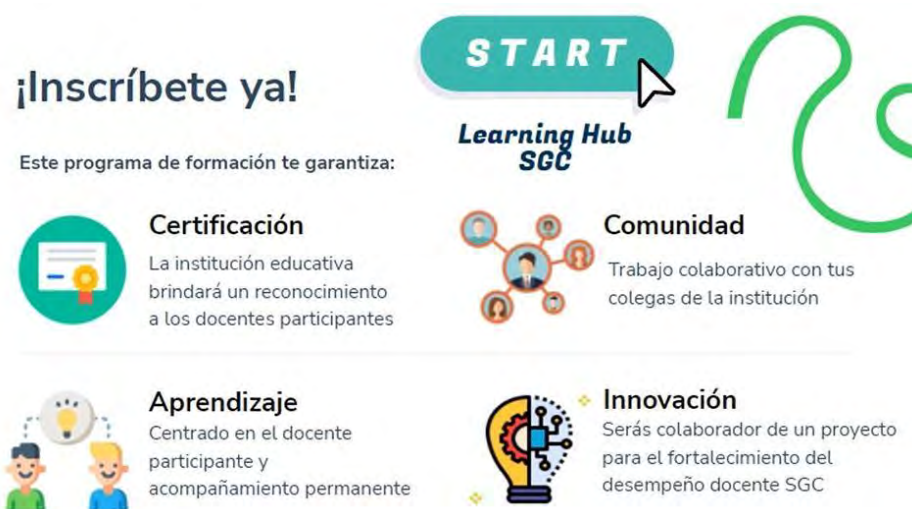 ¡Inscríbete ya!
START
Learning Hub
SGC
Este programa de formación te garantiza:
Certificación
La institución educativa
brindará un reconocimiento
a los docentes participantes
Comunidad
Trabajo colaborativo con tus
colegas de la institución
Aprendizaje
Centrado en el docente
participante y
acompañamiento permanente
Innovación
Serás colaborador de un proyecto
para el fortalecimiento del
desempeño docente SGC